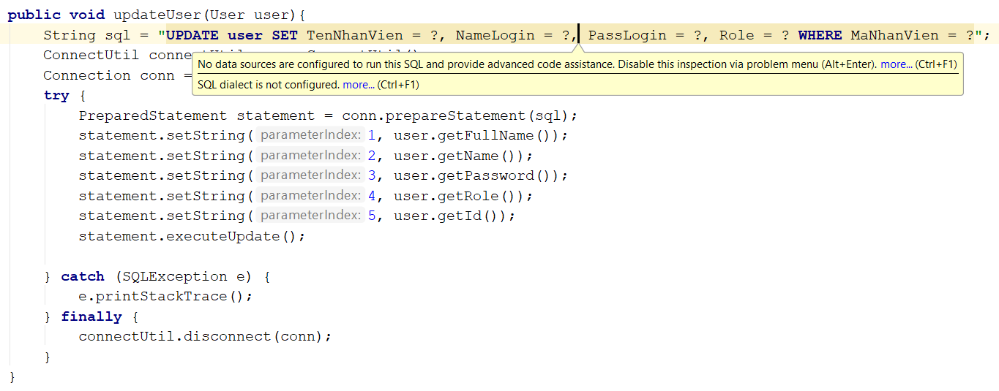 public void updateUser(User user){
String sql = "UPDATE user SET TenNhanVien = ?, NameLogin = ?, PassLogin = ?, Role = ? WHERE MaNhanVien = ?";
ConnectUtil
No data sources are configured to run this SQL and provide advanced code assistance. Disable this inspection via problem menu (Alt+Enter). more... (Ctrl+F1)
Connection conn =
SQL dialect is not configured. more... (Ctrl+F1)
try {
PreparedStatement statement = conn.prepareStatement(sql);
statement.setString( parameterIndex: 1, user.getFullName());
statement.setString( parameterIndex: 2, user.getName());
statement.setString( parameterIndex: 3, user.getPassword());
statement.setString( parameterIndex: 4, user.getRole());
statement.setString( parameterIndex: 5, user.getId());
statement.executeUpdate();
} catch (SQLException e) {
e.printStackTrace();
} finally {
connectUtil.disconnect(conn);
}
}